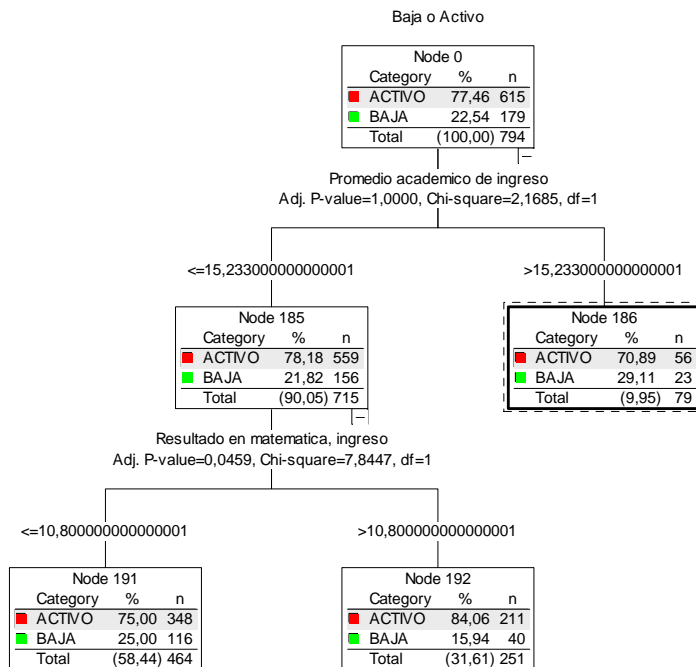 Baja o Activo
Node 0
Category % n
ACTIVO 77,46 615
BAJA 22,54 179
Total (100,00) 794
Promedio academico de ingreso
Adj. P-value=1,0000, Chi-square=2,1685, df=1
<=15,233000000000001
>15,233000000000001
Node 185
Category % n
ACTIVO 78,18 559
BAJA 21,82 156
Total (90,05) 715
Node 186
Category % n
ACTIVO 70,89 56
BAJA 29,11 23
Total (9,95) 79
Resultado en matematica, ingreso
Adj. P-value=0,0459, Chi-square=7,8447, df=1
<=10,800000000000001
>10,800000000000001
Node 191
Category % n
ACTIVO 75,00 348
BAJA 25,00 116
Total (58,44) 464
Node 192
Category % n
ACTIVO 84,06 211
BAJA 15,94 40
Total (31,61) 251